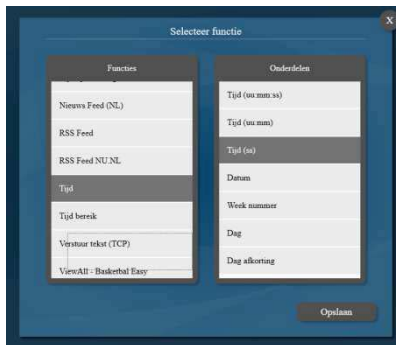 X
Selecteer functie
Functies
Nieuws Feed (NL)
RSS Feed
RSS Feed NU.NL
Tijd
Tijd bereik
Verstuur tekst (TCP)
ViewAll - Basketbal Easy
Onderdelen
Tijd (uu:mm:ss)
Tijd (uu:mm)
Tijd (ss)
Datum
Week nummer
Dag
Dag afkorting
Opslaan